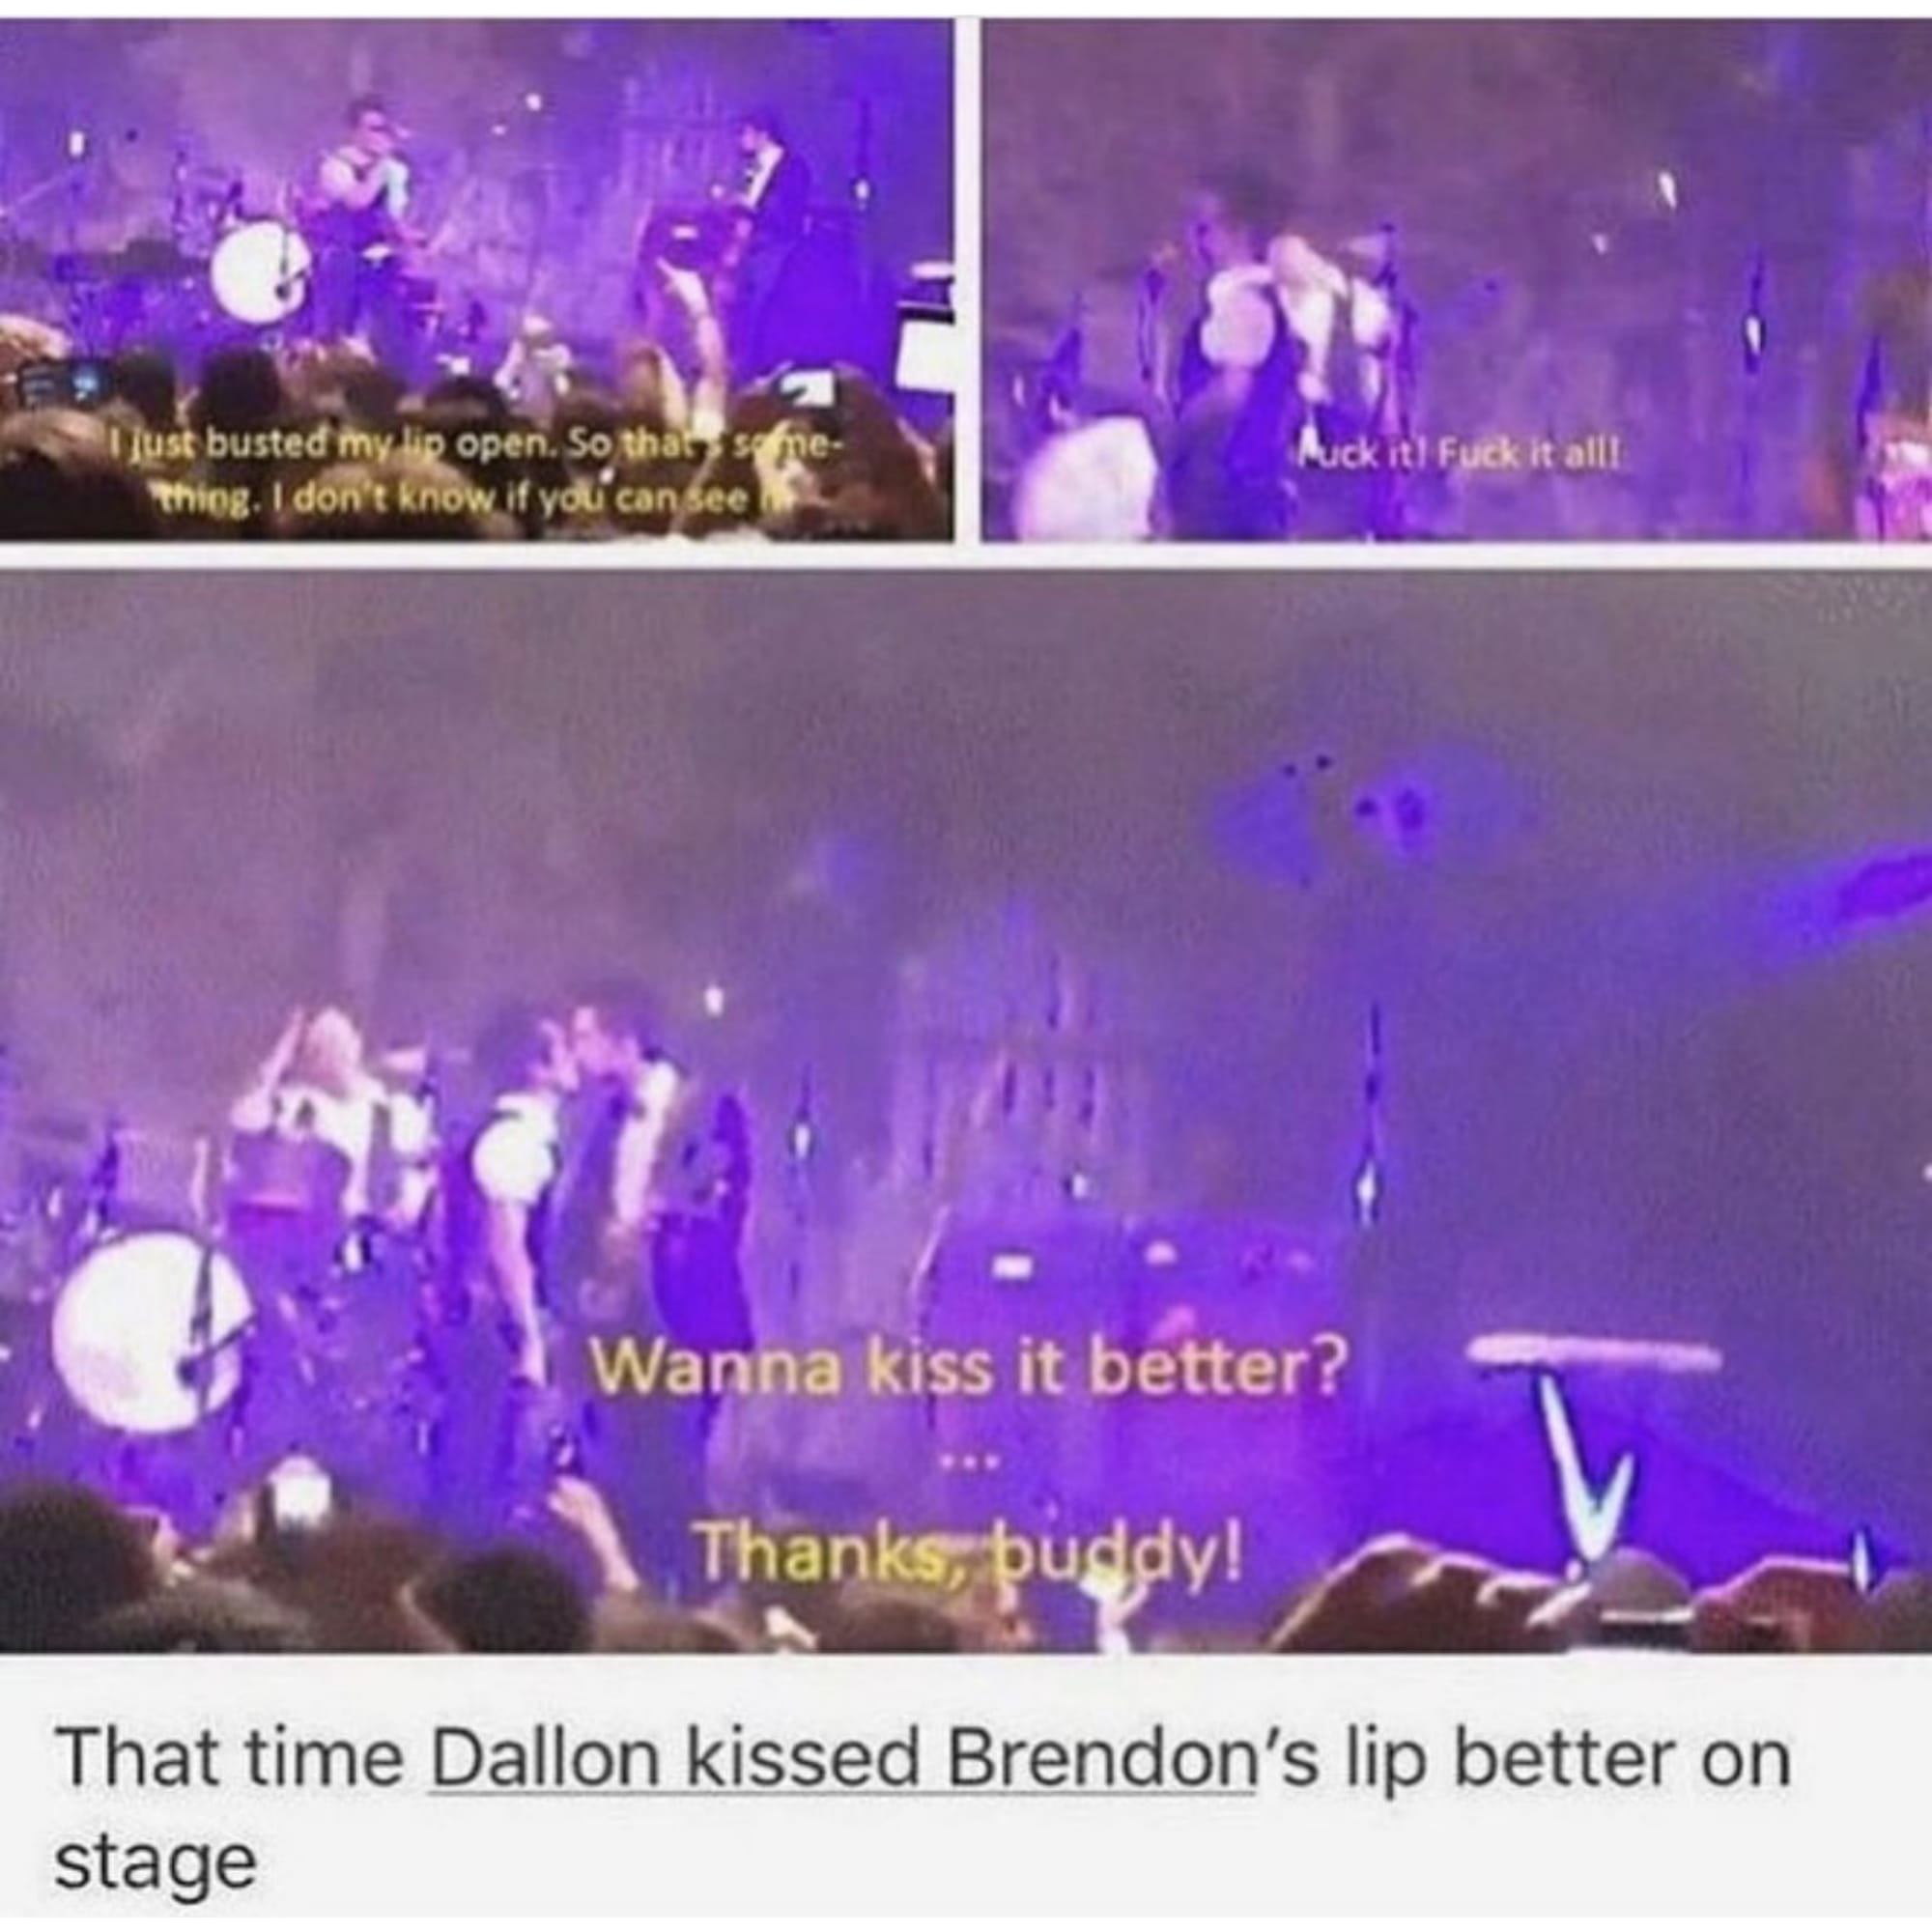 I just busted my lip open. So that's some-
thing. I don't know if you can see it
Fuck it! Fuck it all!
Wanna kiss it better?
...
Thanks, buddy!
That time Dallon kissed Brendon's lip better on
stage